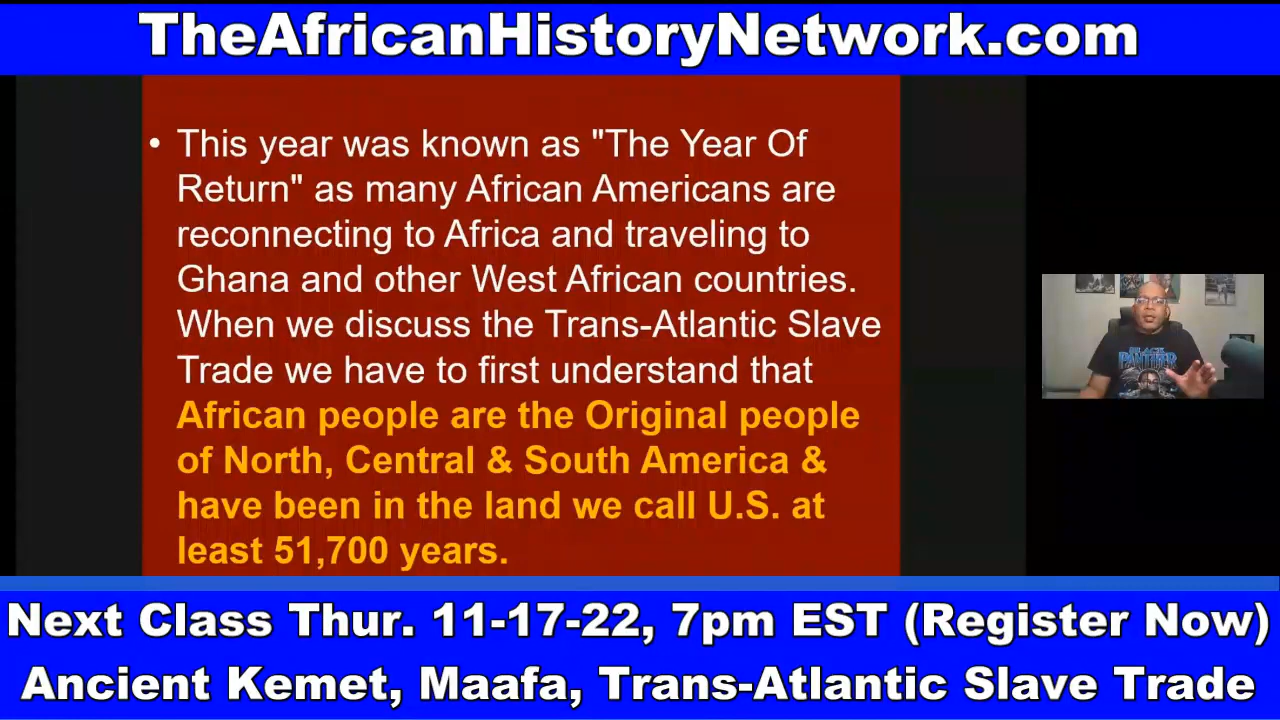 TheAfricanHistoryNetwork.com
• This year was known as "The Year Of
Return" as many African Americans are
reconnecting to Africa and traveling to
Ghana and other West African countries.
When we discuss the Trans-Atlantic Slave
Trade we have to first understand that
African people are the Original people
of North, Central & South America &
have been in the land we call U.S. at
least 51,700 years.
BLACK
PANTHER
Next Class Thur. 11-17-22, 7pm EST (Register Now)
Ancient Kemet, Maafa, Trans-Atlantic Slave Trade